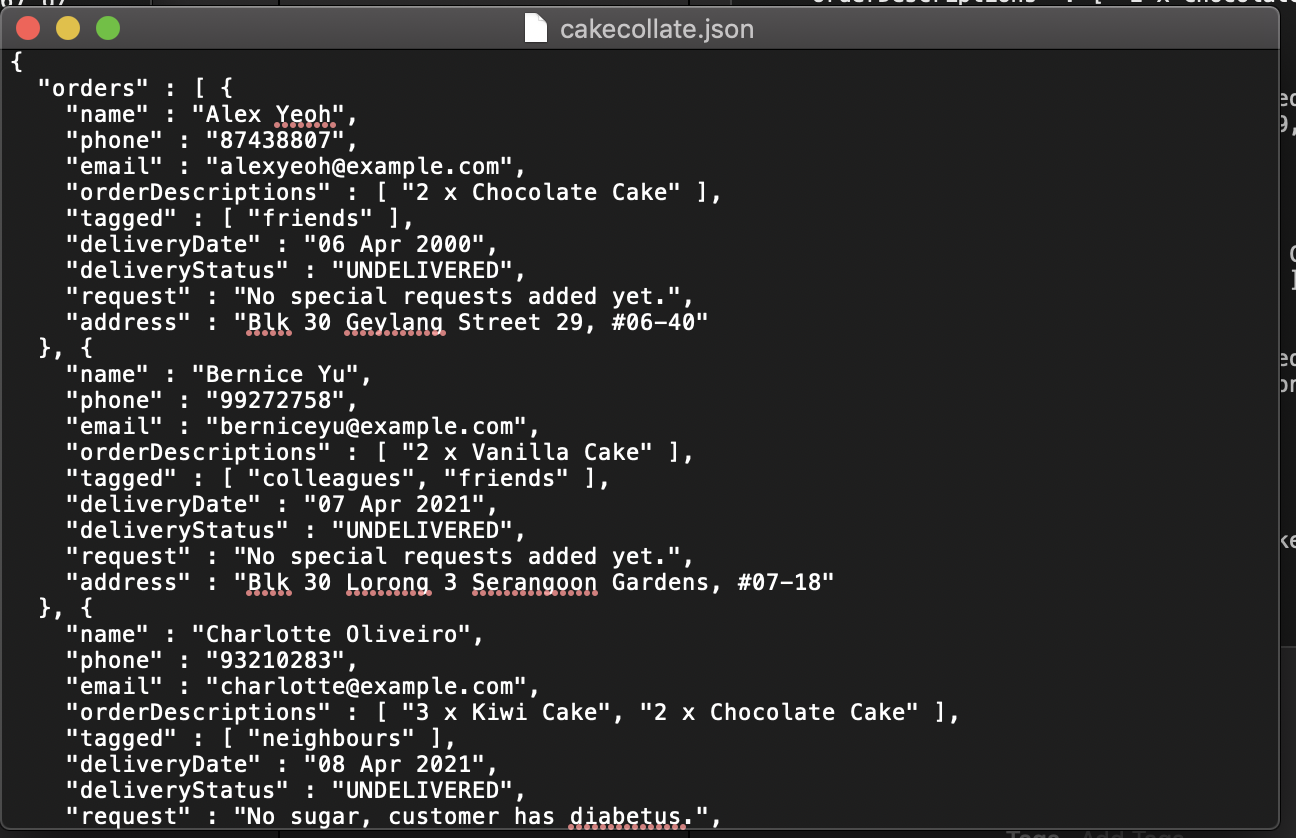 cakecollate.json
{
"orders" : [ {
"name" : "Alex Yeoh",
"phone" : "87438807",
"email" : "alexyeoh@example.com",
"orderDescriptions" : [ "2 x Chocolate Cake" ],
"tagged" : [ "friends" ],
"deliveryDate" : "06 Apr 2000",
"deliveryStatus" : "UNDELIVERED",
"request" : "No special requests added yet.",
"address" : "Blk 30 Geylang Street 29, #06-40"
}, {
"name" : "Bernice Yu",
"phone" : "99272758",
"email" : "berniceyu@example.com",
"orderDescriptions" : [ "2 x Vanilla Cake" ],
"tagged" : [ "colleagues", "friends" ],
"deliveryDate" : "07 Apr 2021",
"deliveryStatus" : "UNDELIVERED",
"request" : "No special requests added yet.",
"address" : "Blk 30 Lorong 3 Serangoon Gardens, #07-18"
}, {
"name" : "Charlotte Oliveiro",
"phone" : "93210283",
"email" : "charlotte@example.com",
"orderDescriptions" : [ "3 x Kiwi Cake", "2 x Chocolate Cake" ],
"tagged" : [ "neighbours" ],
"deliveryDate" : "08 Apr 2021",
"deliveryStatus" : "UNDELIVERED",
"request" : "No sugar, customer has diabetus.",